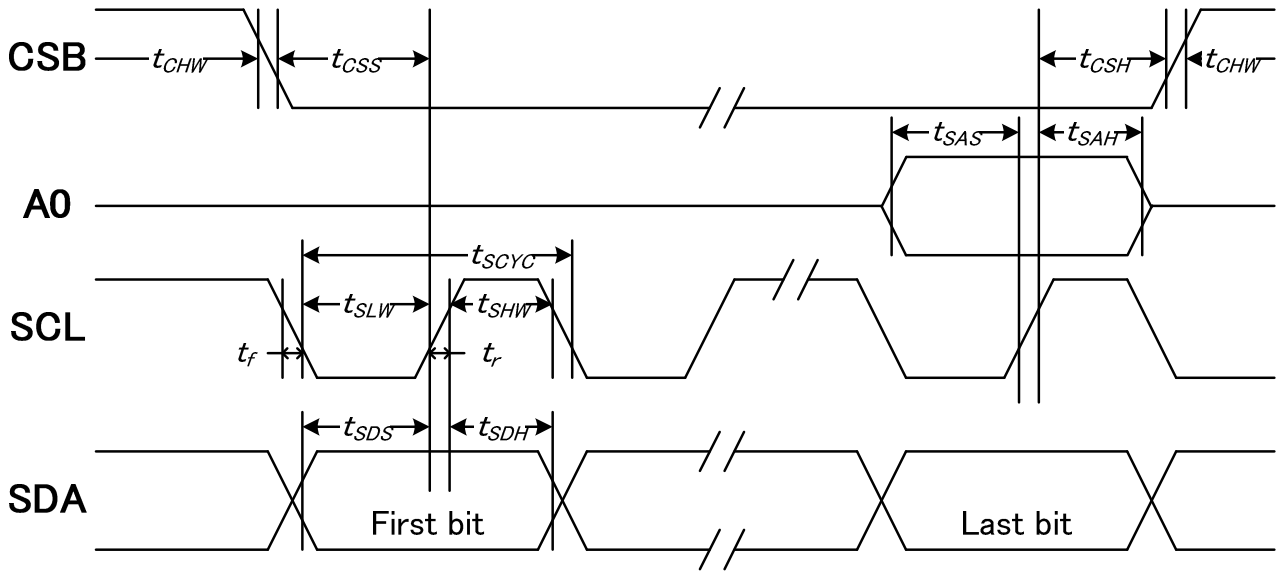 CSB
tCHW
tCSS
tCSH
tCHW
tSAS
tSAH
A0
tSCYC
SCL
tSLW
tSHW
tf
tr
tSDS
tSDH
SDA
First bit
Last bit